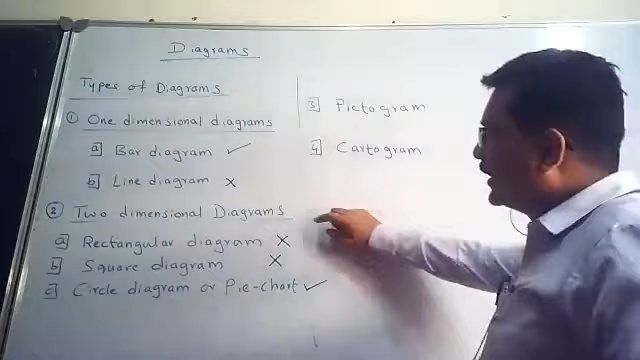 Diagrams
Types of Diagrams
① One dimensional diagrams
a] Bar diagram ✓
b] Line diagram ×
② Two dimensional Diagrams
a] Rectangular diagram ×
b] Square diagram ×
c] Circle diagram or Pie-chart ✓
3] Pictogram
4] Cartogram